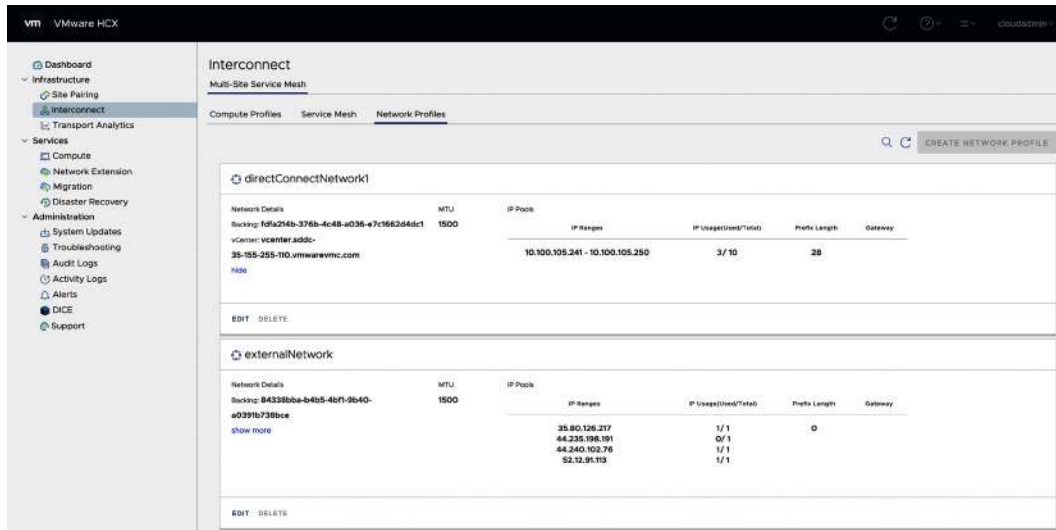 vm VMware HCX
cloudadmin
Dashboard
Infrastructure
Site Pairing
Interconnect
Transport Analytics
Services
Compute
Network Extension
Migration
Disaster Recovery
Administration
System Updates
Troubleshooting
Audit Logs
Activity Logs
Alerts
DICE
Support
Interconnect
Multi-Site Service Mesh
Compute Profiles Service Mesh Network Profiles
CREATE NETWORK PROFILE
directConnectNetwork1
Network Details MTU IP Pools
Backing: fdfa214b-376b-4c48-a036-e7c1662d4dc1 1500
IP Ranges IP Usage(Used/Total) Prefix Length Gateway
vCenter: vcenter.sddc-
35-155-255-110.vmwarevmc.com
10.100.105.241 - 10.100.105.250 3/10 28
hide
EDIT DELETE
externalNetwork
Network Details MTU IP Pools
Backing: 84338bba-b4b5-4bf1-9b40- 1500
IP Ranges IP Usage(Used/Total) Prefix Length Gateway
a0391b738bce
show more
35.80.126.217 1/1 0
44.235.198.191 0/1
44.240.102.76 1/1
52.12.91.113 1/1
EDIT DELETE